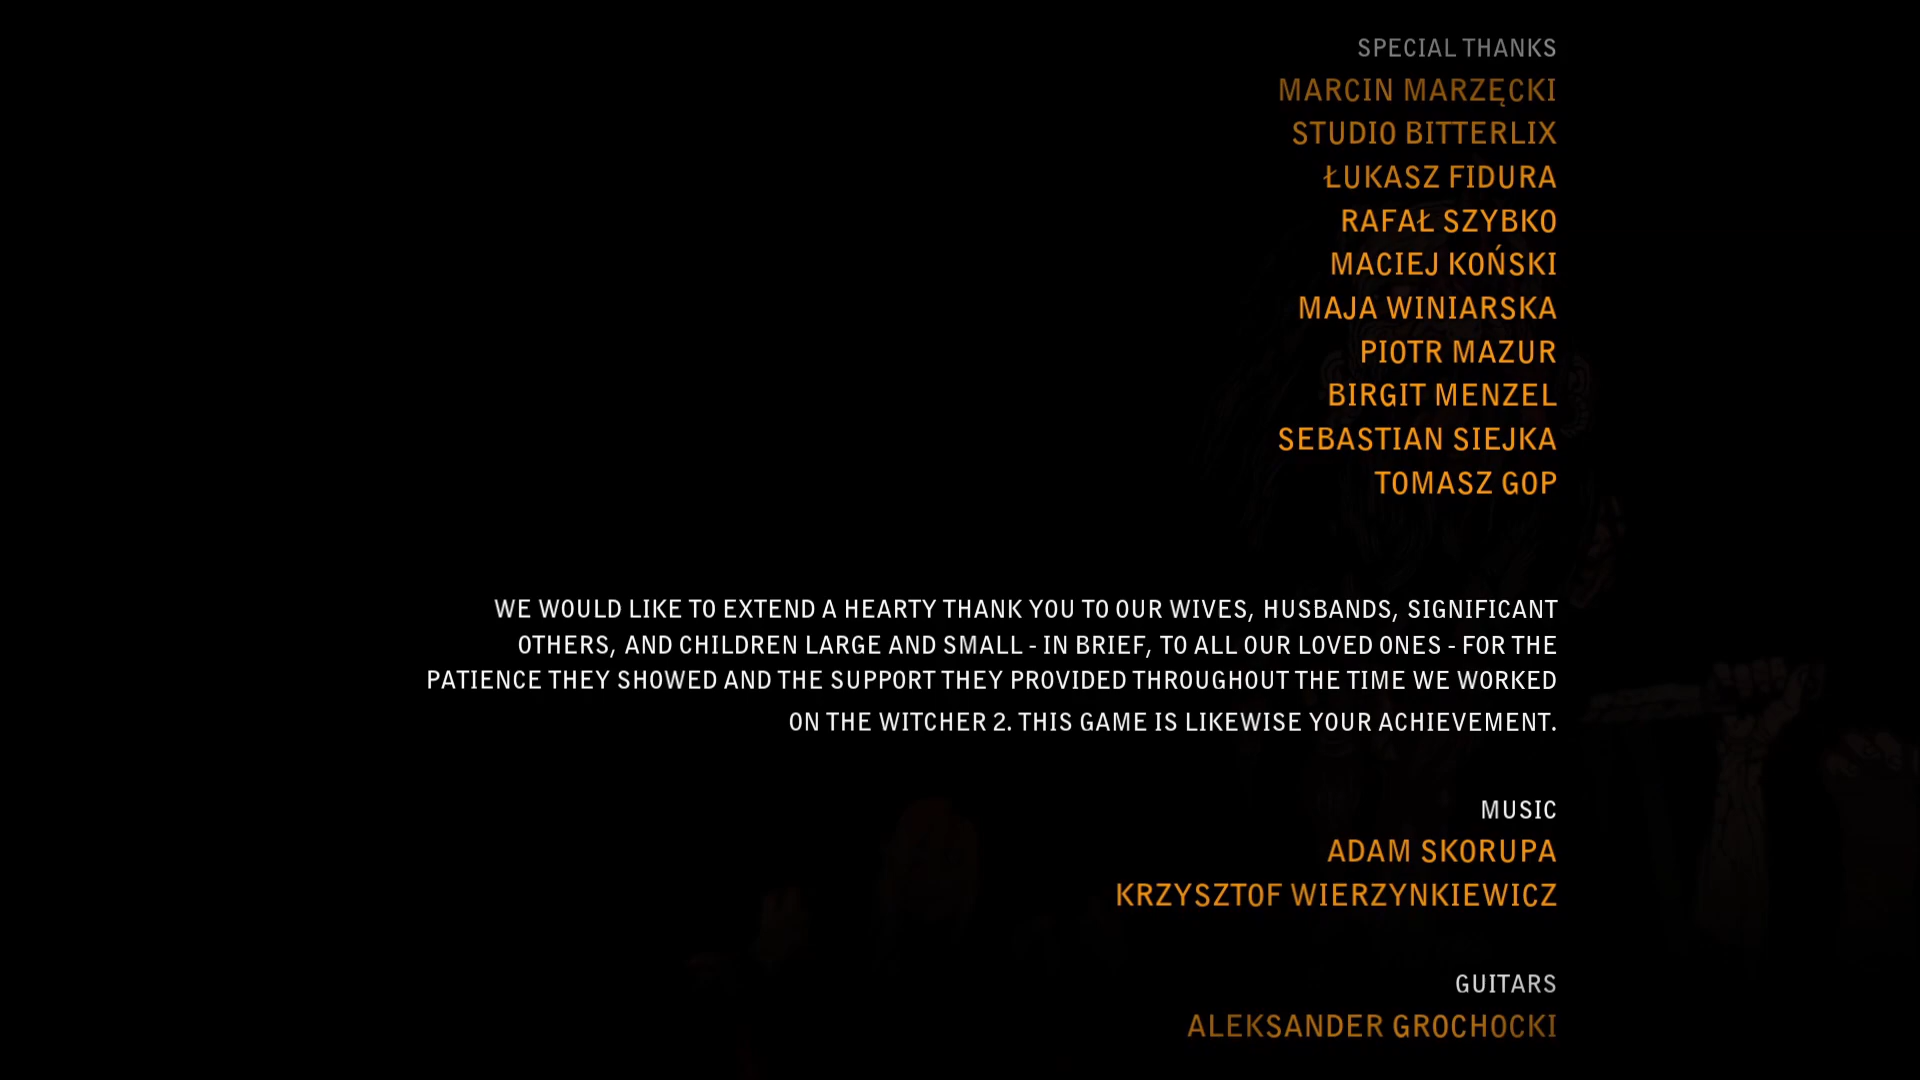 SPECIAL THANKS
MARCIN MARZĘCKI
STUDIO BITTERLIX
ŁUKASZ FIDURA
RAFAŁ SZYBKO
MACIEJ KOŃSKI
MAJA WINIARSKA
PIOTR MAZUR
BIRGIT MENZEL
SEBASTIAN SIEJKA
TOMASZ GOP
WE WOULD LIKE TO EXTEND A HEARTY THANK YOU TO OUR WIVES, HUSBANDS, SIGNIFICANT
OTHERS, AND CHILDREN LARGE AND SMALL - IN BRIEF, TO ALL OUR LOVED ONES - FOR THE
PATIENCE THEY SHOWED AND THE SUPPORT THEY PROVIDED THROUGHOUT THE TIME WE WORKED
ON THE WITCHER 2. THIS GAME IS LIKEWISE YOUR ACHIEVEMENT.
MUSIC
ADAM SKORUPA
KRZYSZTOF WIERZYNKIEWICZ
GUITARS
ALEKSANDER GROCHOCKI